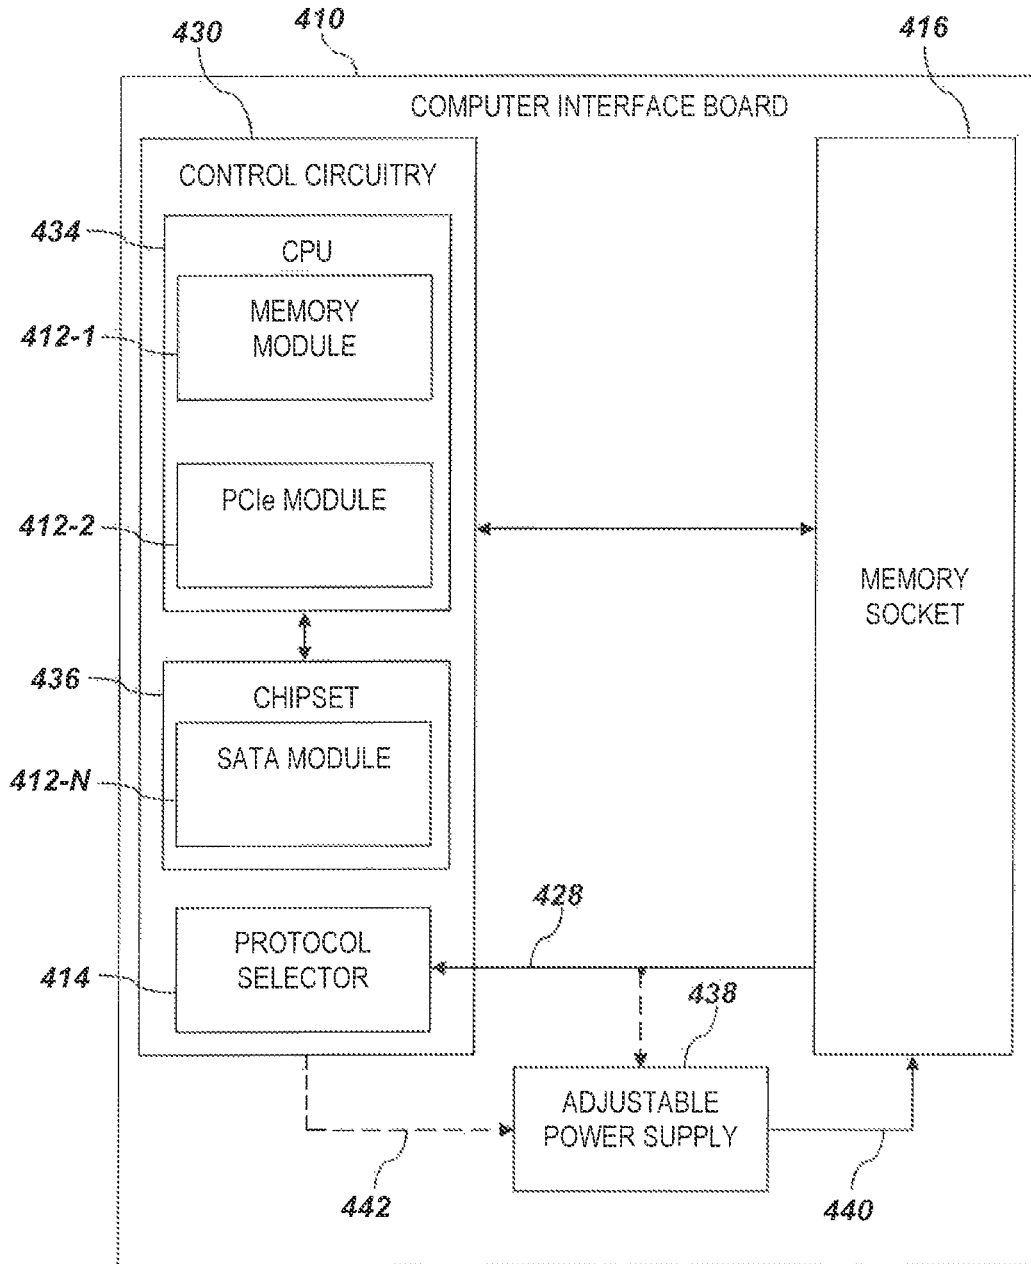 430
410
416
COMPUTER INTERFACE BOARD
CONTROL CIRCUITRY
434
CPU
MEMORY
MODULE
412-1
PCIe MODULE
412-2
MEMORY
SOCKET
436
CHIPSET
SATA MODULE
412-N
428
PROTOCOL
SELECTOR
414
438
ADJUSTABLE
POWER SUPPLY
442
440